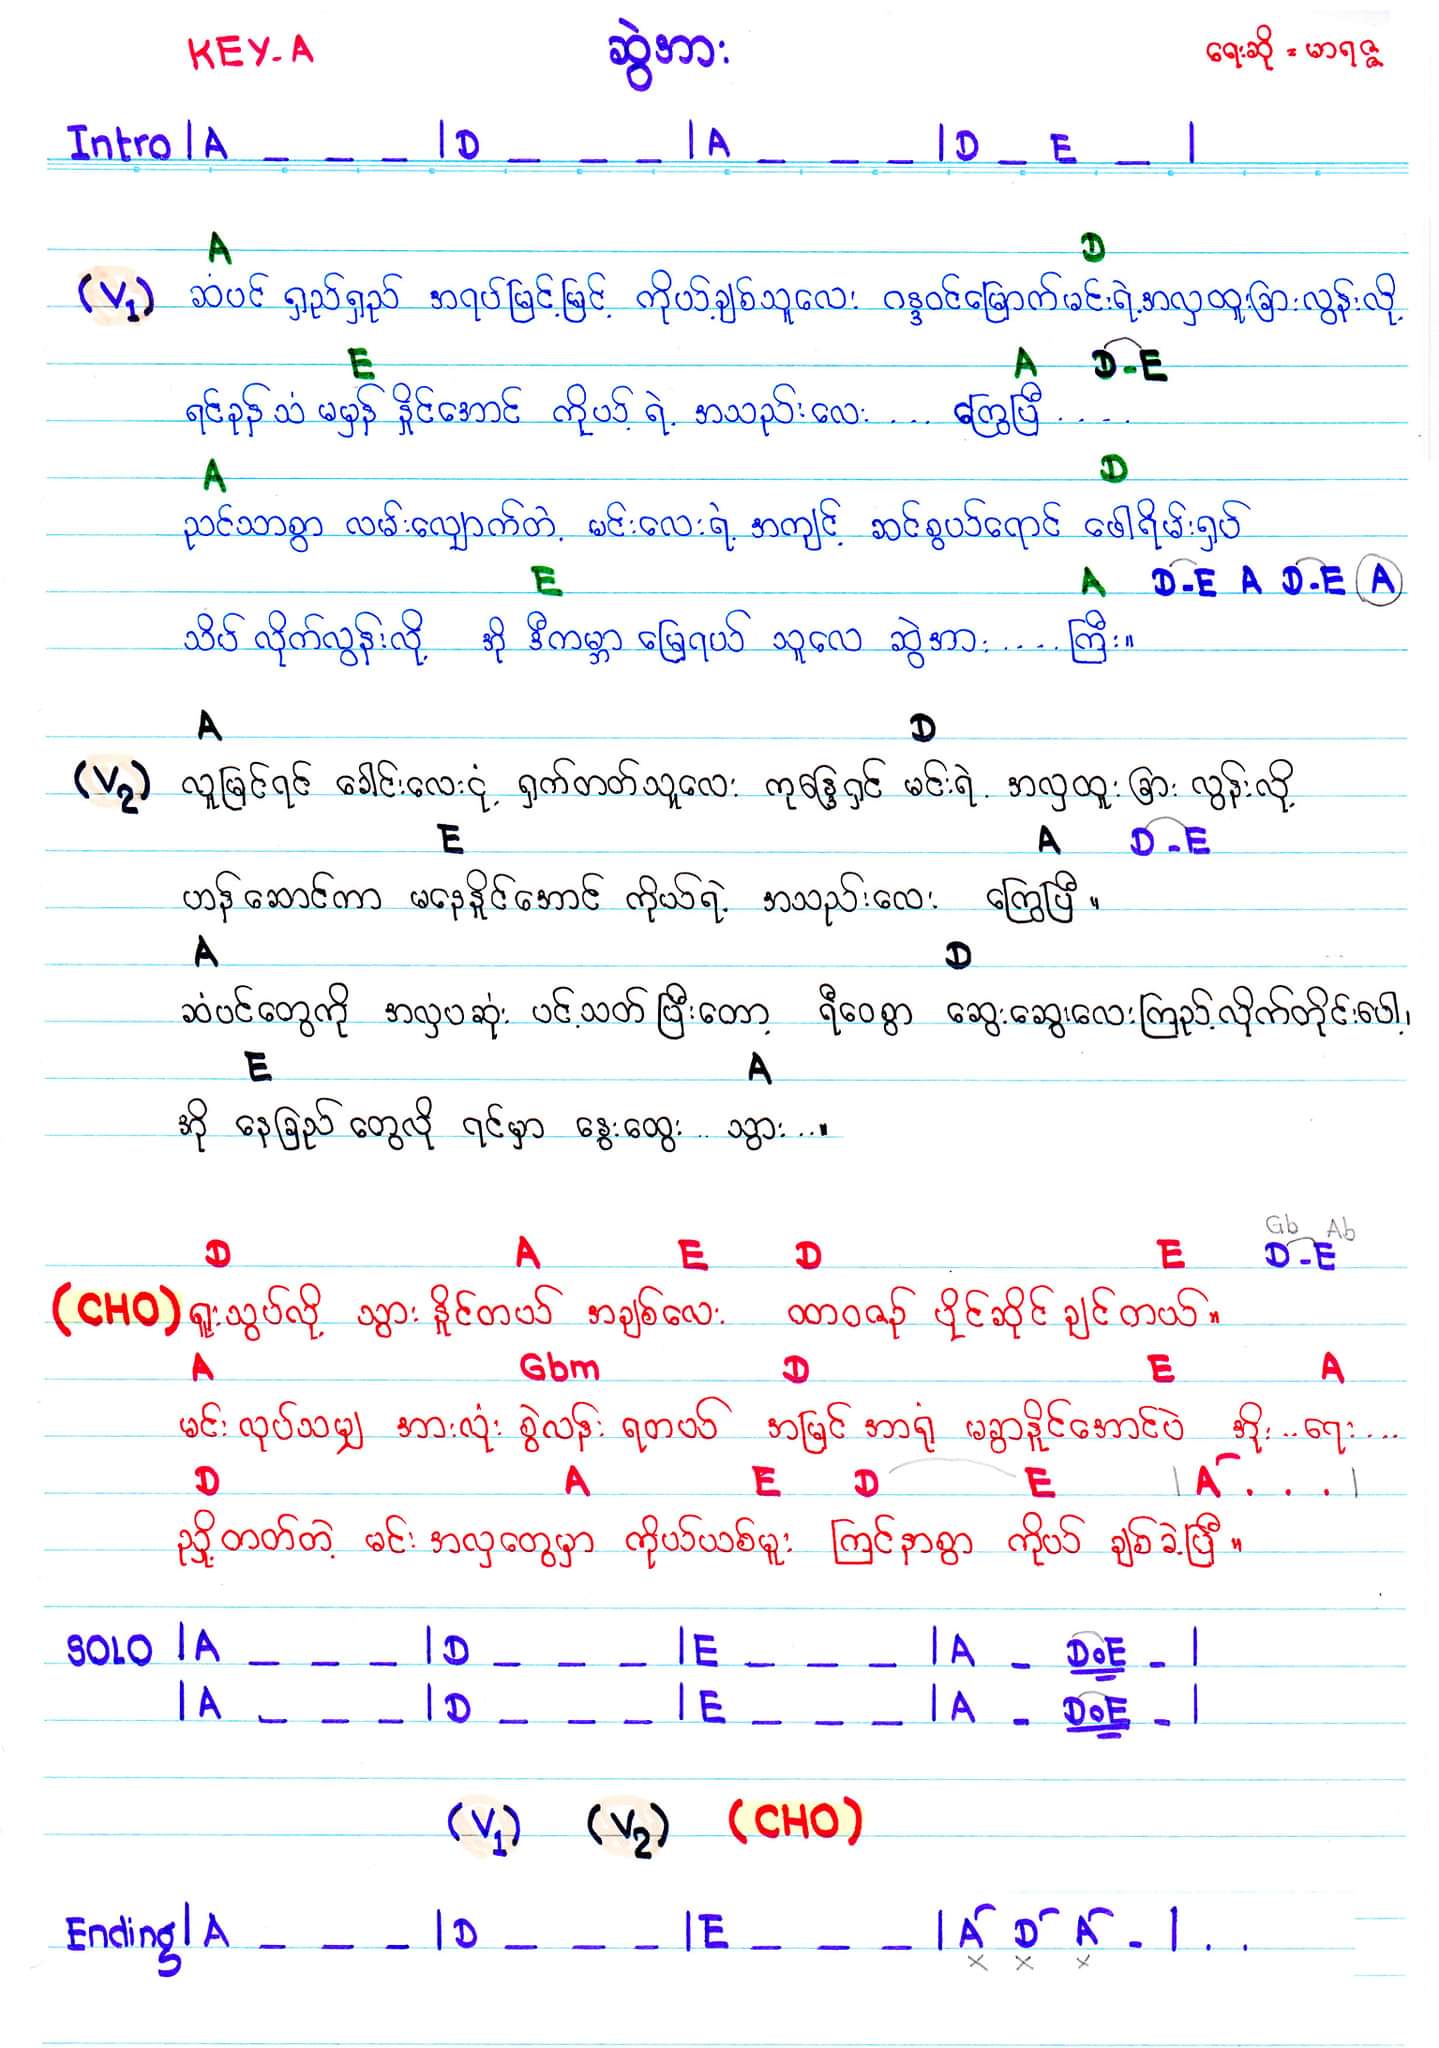 KEY-A ဆွဲအား ရေးဆို = မာရဇ္ဇ
Intro | A _ _ _ | D _ _ _ | A _ _ _ | D _ E _ |
A D
(V1) ဆံပင် ရှည်ရှည် အရပ်မြင့်မြင့် ကိုယ့်ချစ်သူလေး ဂန္ဒဝင်မြောက်မင်းရဲ့အလှထူးခြားလွန်းလို့
E A D-E
ရင်ခုန်သံ မမှန် နိုင်အောင် ကိုယ့်ရဲ့ အသည်းလေး .... ကြွေပြီ ....
A D
ညင်သာစွာ လမ်းလျှောက်တဲ့ မင်းလေးရဲ့ အကျင့် ဆင်စွယ်ရောင် ဖေါရိမ်းရှပ်
E A D-E A D-E A
သိပ် လိုက်လွန်းလို့ အို ဒီကမ္ဘာ မြေရယ် သူလေ ဆွဲအား .... ကြီး။
A D
(V2) လူမြင်ရင် ခေါင်းလေးငုံ့ ရှက်တတ်သူလေး ဣန္ဒြေရှင် မင်းရဲ့ အလှထူးခြား လွန်းလို့
E A D-E
ဟန်ဆောင်ကာ မနေနိုင်အောင် ကိုယ်ရဲ့ အသည်းလေး ကြွေပြီ။
A D
ဆံပင်တွေကို အလှပဆုံး ပင့်သတ်ပြီးတော့ ရီဝေစွာ ဆွေးဆွေးလေးကြည့်လိုက်တိုင်းပေါ့၊
E A
အို နေခြည်တွေလို ရင်မှာ နွေးထွေး .. သွား ...။
Gb Ab
D A E D E D-E
(CHO) ရူးသွပ်လို့ သွားနိုင်တယ် အချစ်လေး ထာဝဇဉ် ပိုင်ဆိုင်ချင်တယ်။
A Gbm D E A
မင်းလုပ်သမျှ အားလုံး စွဲလန်းရတယ် အမြင် အာရုံ မခွာနိုင်အောင်ပဲ အိုး..ရေး...
D A E D E | A . . . |
ညှို့တတ်တဲ့ မင်းအလှတွေမှာ ကိုယ်ယစ်မူး ကြင်နာစွာ ကိုယ် ချစ်ခဲ့ပြီ။
SOLO | A _ _ _ | D _ _ _ | E _ _ _ | A _ D•E _ |
| A _ _ _ | D _ _ _ | E _ _ _ | A _ D•E _ |
(V1) (V2) (CHO)
Ending | A _ _ _ | D _ _ _ | E _ _ _ | A D A _ | . .
x x x